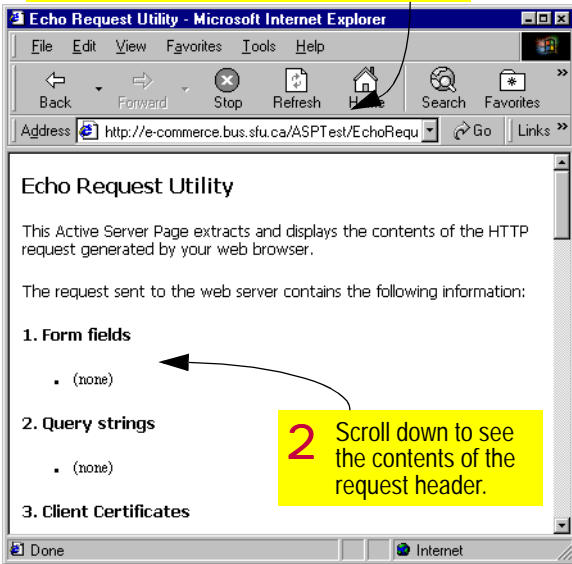 Echo Request Utility - Microsoft Internet Explorer
File Edit View Favorites Tools Help
Back Forward Stop Refresh Home Search Favorites »
Address http://e-commerce.bus.sfu.ca/ASPTest/EchoRequ Go Links »
Echo Request Utility
This Active Server Page extracts and displays the contents of the HTTP
request generated by your web browser.
The request sent to the web server contains the following information:
1. Form fields
• (none)
2. Query strings
• (none)
2 Scroll down to see
the contents of the
request header.
3. Client Certificates
Done Internet